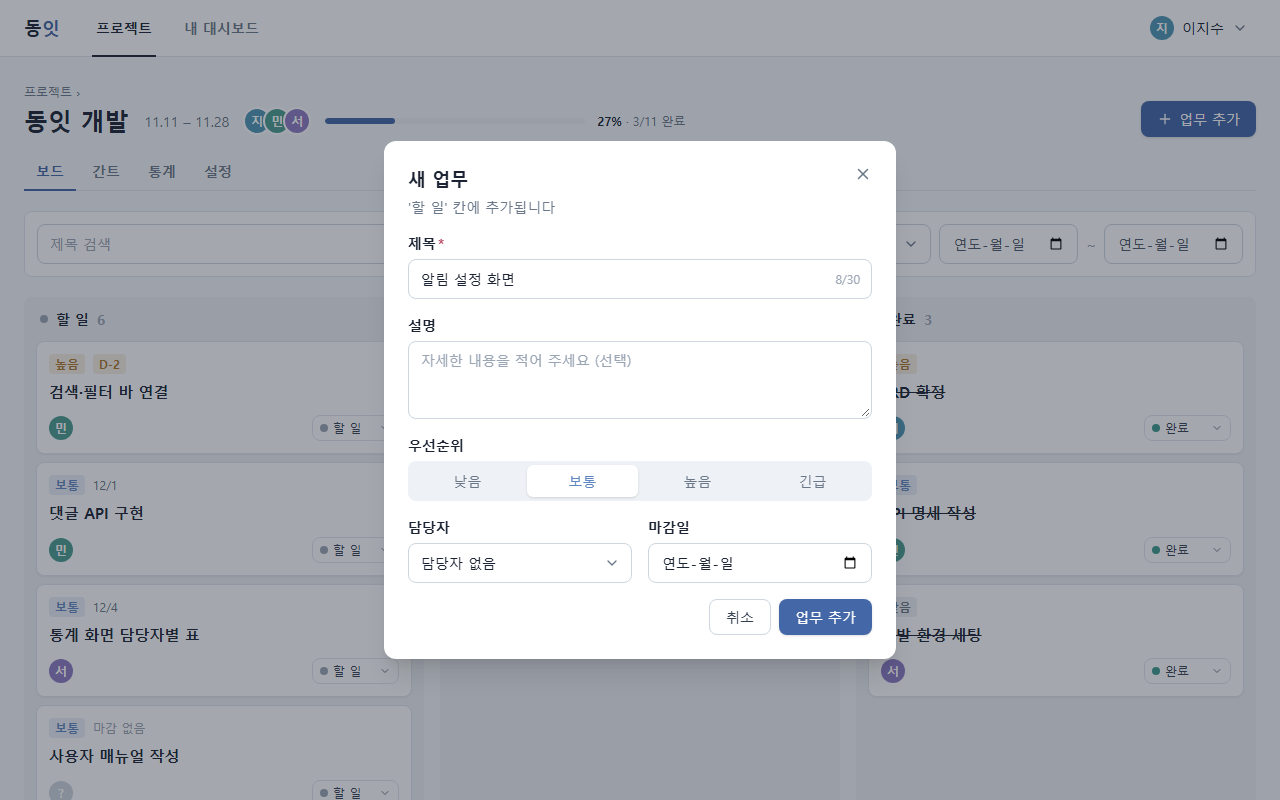 동잇
프로젝트
내 대시보드
지
이지수
프로젝트 ›
동잇 개발
11.11 – 11.28
지 민 서
27% · 3/11 완료
+ 업무 추가
보드
간트
통계
설정
제목 검색
연도-월-일
~
연도-월-일
할 일 6
높음 D-2
검색·필터 바 연결
민
할 일
보통 12/1
댓글 API 구현
민
할 일
보통 12/4
통계 화면 담당자별 표
서
할 일
보통 마감 없음
사용자 매뉴얼 작성
?
할 일
새 업무
'할 일' 칸에 추가됩니다
제목*
알림 설정 화면
8/30
설명
자세한 내용을 적어 주세요 (선택)
우선순위
낮음
보통
높음
긴급
담당자
마감일
담당자 없음
연도-월-일
취소
업무 추가
완료 3
확정
완료
명세 작성
완료
환경 세팅
서
완료